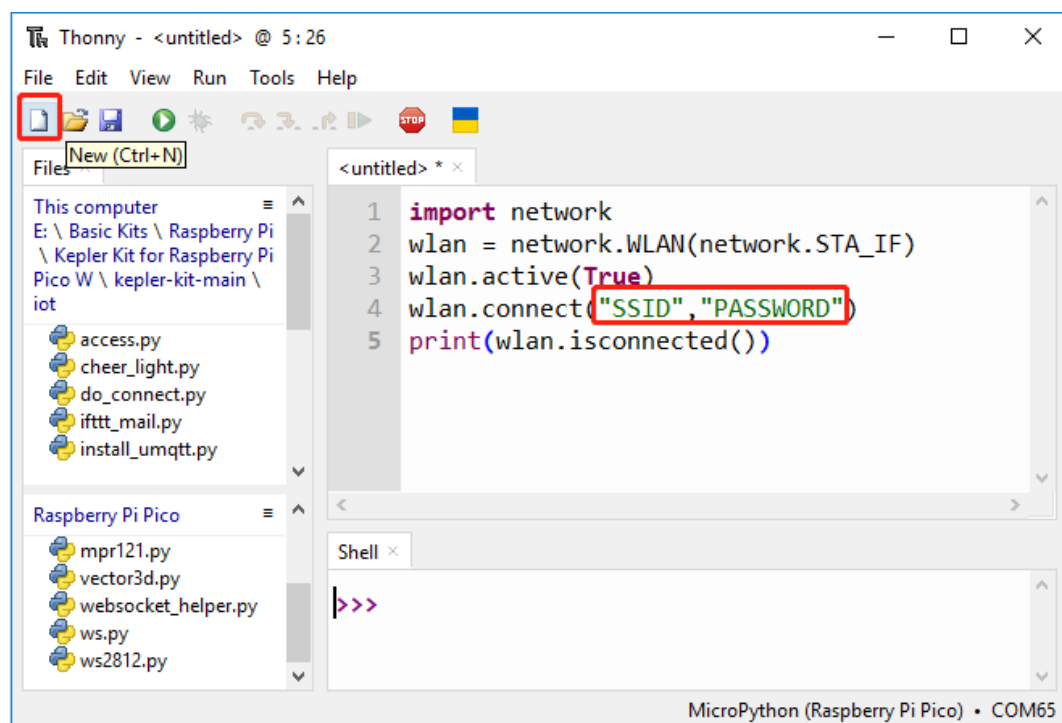 Thonny - <untitled> @ 5:26
File Edit View Run Tools Help
STOP
New (Ctrl+N)
Files
This computer
E: \ Basic Kits \ Raspberry Pi
\ Kepler Kit for Raspberry Pi
Pico W \ kepler-kit-main \
iot
access.py
cheer_light.py
do_connect.py
ifttt_mail.py
install_umqtt.py
Raspberry Pi Pico
mpr121.py
vector3d.py
websocket_helper.py
ws.py
ws2812.py
<untitled> *
1 import network
2 wlan = network.WLAN(network.STA_IF)
3 wlan.active(True)
4 wlan.connect("SSID","PASSWORD")
5 print(wlan.isconnected())
Shell
>>>
MicroPython (Raspberry Pi Pico) • COM65